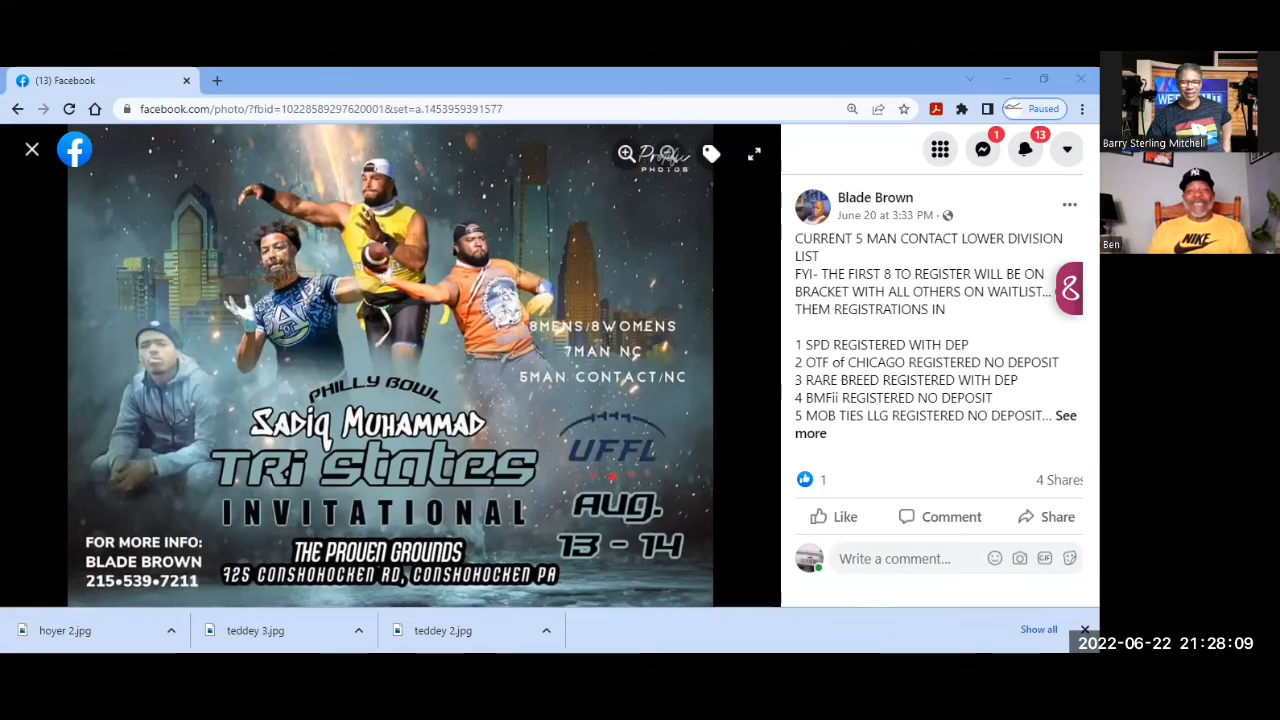 (13) Facebook
facebook.com/photo/?fbid=10228589297620001&set=a.1453959391577
Paused
Profilic
PHOTOS
8MENS/8WOMENS
7MAN NC
5MAN CONTACT/NC
PHILLY BOWL
SADIQ MUHAMMAD
TRI STATES
INVITATIONAL
UFFL
AUG.
13 - 14
FOR MORE INFO:
BLADE BROWN
215•539•7211
THE PROVEN GROUNDS
725 CONSHOHOCKEN RD, CONSHOHOCKEN PA
1
13
Blade Brown
June 20 at 3:33 PM ·
CURRENT 5 MAN CONTACT LOWER DIVISION
LIST
FYI- THE FIRST 8 TO REGISTER WILL BE ON
BRACKET WITH ALL OTHERS ON WAITLIST...
THEM REGISTRATIONS IN
1 SPD REGISTERED WITH DEP
2 OTF of CHICAGO REGISTERED NO DEPOSIT
3 RARE BREED REGISTERED WITH DEP
4 BMFii REGISTERED NO DEPOSIT
5 MOB TIES LLG REGISTERED NO DEPOSIT... See
more
1
4 Shares
Like
Comment
Share
Write a comment...
GIF
hoyer 2.jpg
teddey 3.jpg
teddey 2.jpg
Show all
Barry Sterling Mitchell
Ben
NIKE
2022-06-22 21:28:09